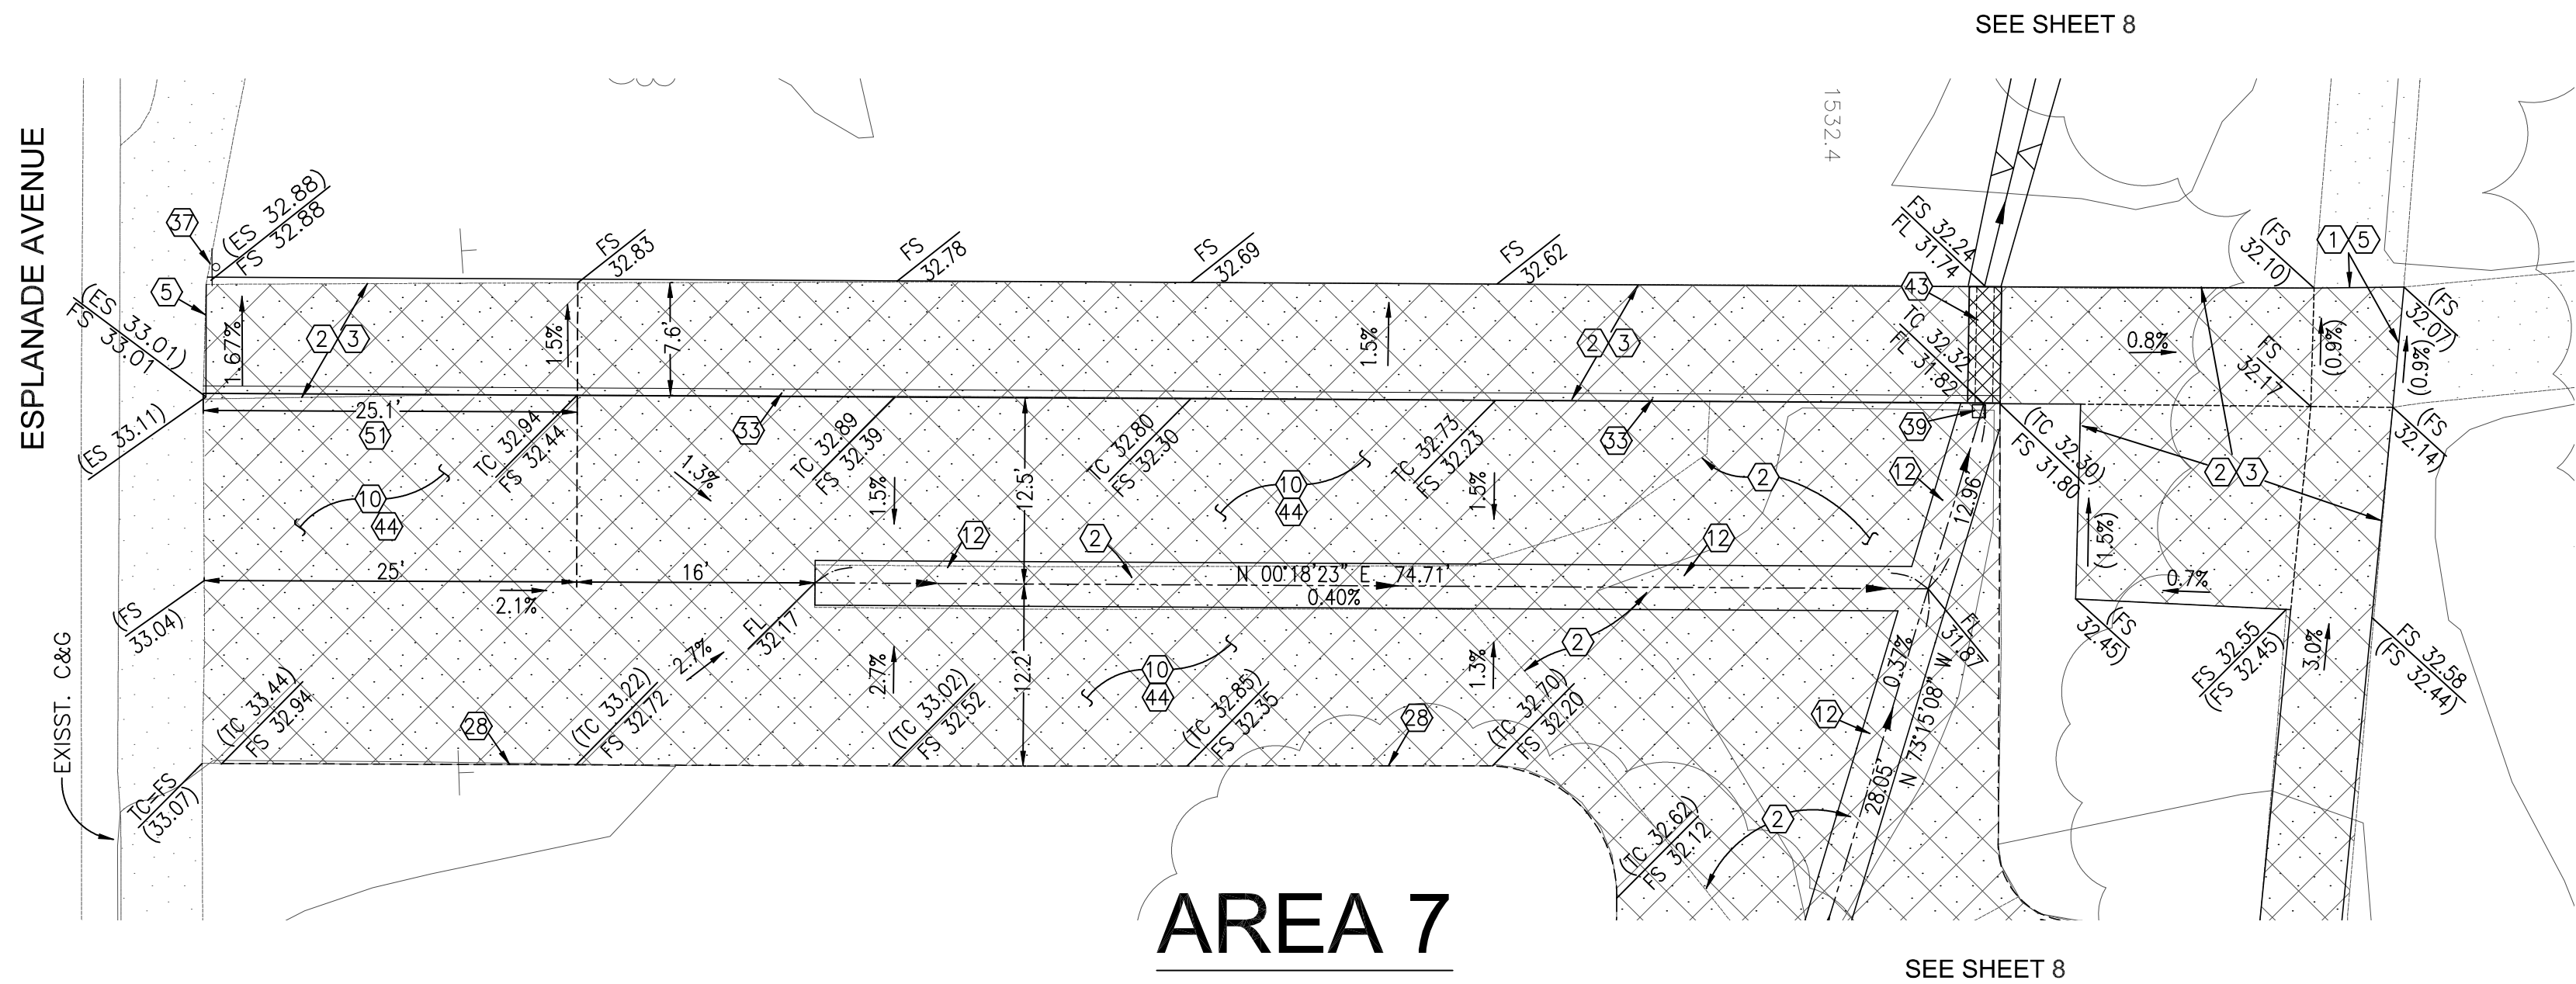 SEE SHEET 8
ESPLANADE AVENUE
1532.4
37
(ES 32.88)
FS 32.88
FS
32.83
FS
32.78
FS
32.69
FS
32.62
FS 32.24
FL 31.74
(FS
32.10)
1
5
5
(ES 33.01)
FS 33.01
(ES 33.11)
1.67%
2
3
1.5%
7.6'
1.5%
2
3
43
TC 32.32
FL 31.82
0.8%
FS
32.17
(0.9%)
(0.9%)
(FS
32.07)
(FS
32.14)
25.1'
51
TC 32.94
FS 32.44
33
TC 32.89
FS 32.39
TC 32.80
FS 32.30
TC 32.73
FS 32.23
33
39
(TC 32.30)
FS 31.80
2
3
10
44
1.3%
1.5%
12.5'
10
44
1.5%
2
12
12.96'
(1.5%)
12
2
12
25'
2.1%
16'
N 00°18'23" E 74.71'
0.40%
0.7%
(FS
33.04)
FL
32.17
FL
31.87
(FS
32.45)
FS 32.55
(FS 32.45)
3.0%
FS 32.58
(FS 32.44)
EXISST. C&G
(TC 33.44)
FS 32.94
28
(TC 33.22)
FS 32.72
2.7%
2.7%
(TC 33.02)
FS 32.52
12.2'
10
44
(TC 32.85)
FS 32.35
1.3%
2
(TC 32.70)
FS 32.20
28
12
0.37%
N 73°15'08" W
28.05'
TC=FS
(33.07)
(TC 32.62)
FS 32.12
2
AREA 7
SEE SHEET 8